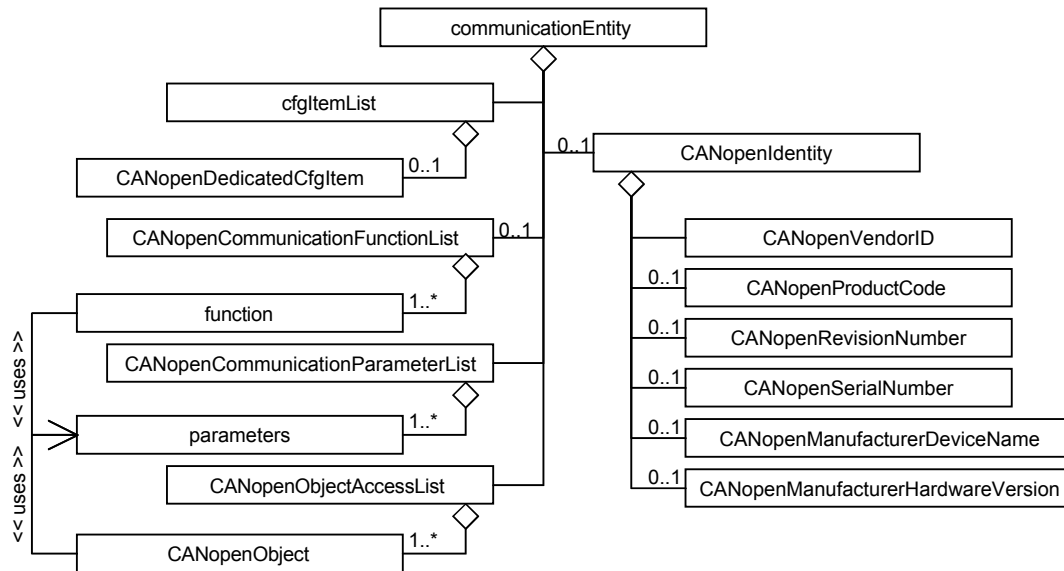 communicationEntity
cfgItemList
0..1
CANopenIdentity
0..1
CANopenDedicatedCfgItem
CANopenCommunicationFunctionList
0..1
CANopenVendorID
0..1
CANopenProductCode
function
1..*
0..1
CANopenRevisionNumber
CANopenCommunicationParameterList
0..1
CANopenSerialNumber
parameters
1..*
0..1
CANopenManufacturerDeviceName
CANopenObjectAccessList
0..1
CANopenManufacturerHardwareVersion
CANopenObject
1..*
<< uses >>
<< uses >>